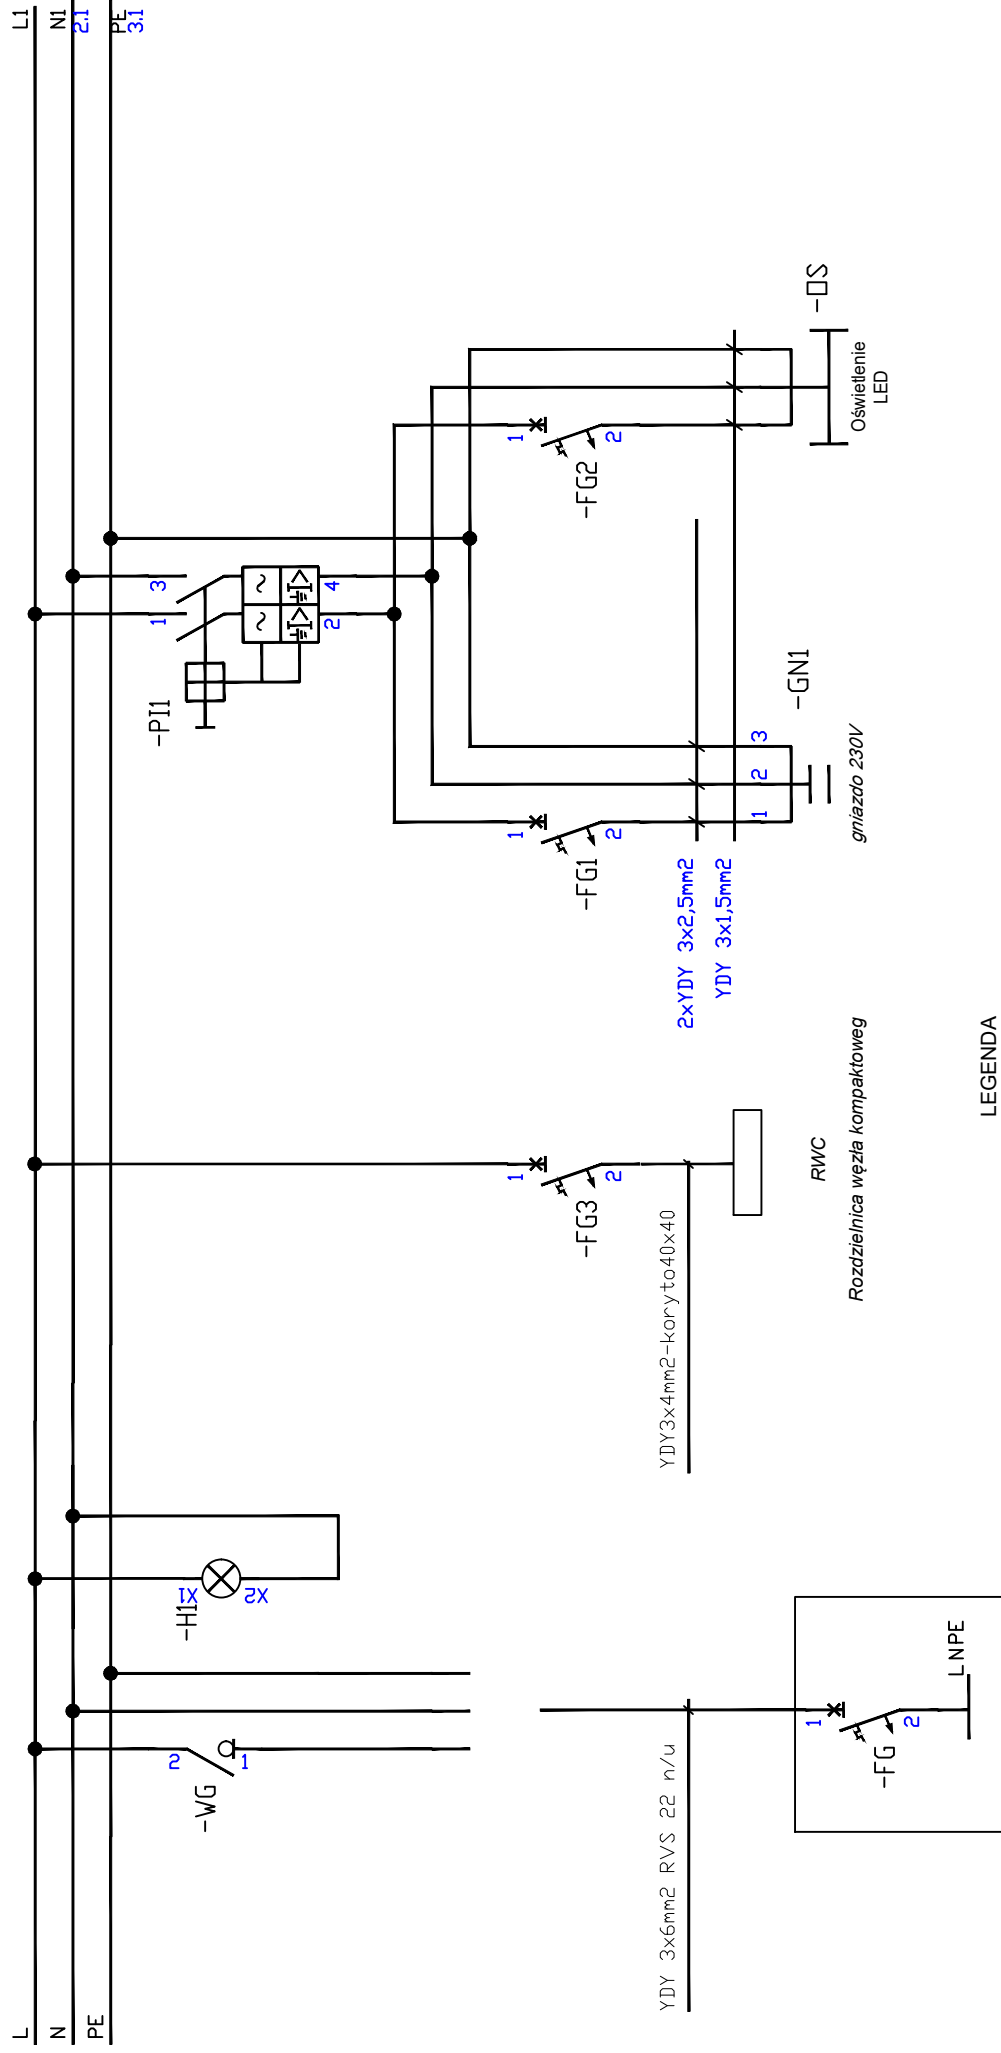 L
N
PE
L1
N1
2.1
PE
3.1
-WG
2
1
-H1
X1
X2
-PI1
1
3
2
4
-FG3
1
2
-FG1
1
2
-FG2
1
2
YDY 3x6mm2 RVS 22 n/u
YDY3x4mm2-koryto40x40
2xYDY 3x2,5mm2
YDY 3x1,5mm2
1
2
3
-GN1
gniazdo 230V
-OS
Oświetlenie
LED
RWC
Rozdzielnica węzła kompaktoweg
-FG
1
2
LNPE
LEGENDA